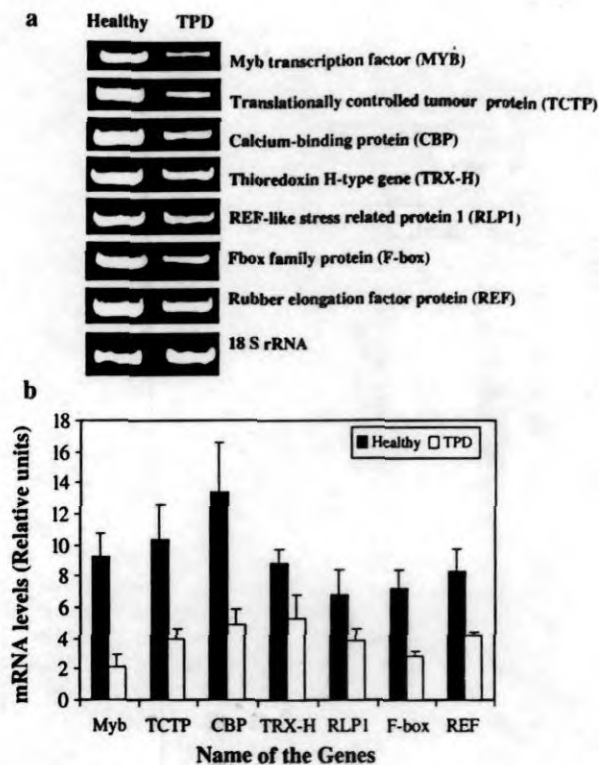 a
Healthy TPD
Myb transcription factor (MYB)
Translationally controlled tumour protein (TCTP)
Calcium-binding protein (CBP)
Thioredoxin H-type gene (TRX-H)
REF-like stress related protein 1 (RLP1)
Fbox family protein (F-box)
Rubber elongation factor protein (REF)
18 S rRNA
b
18
16
14
12
10
8
6
4
2
0
mRNA levels (Relative units)
Healthy TPD
Myb TCTP CBP TRX-H RLP1 F-box REF
Name of the Genes